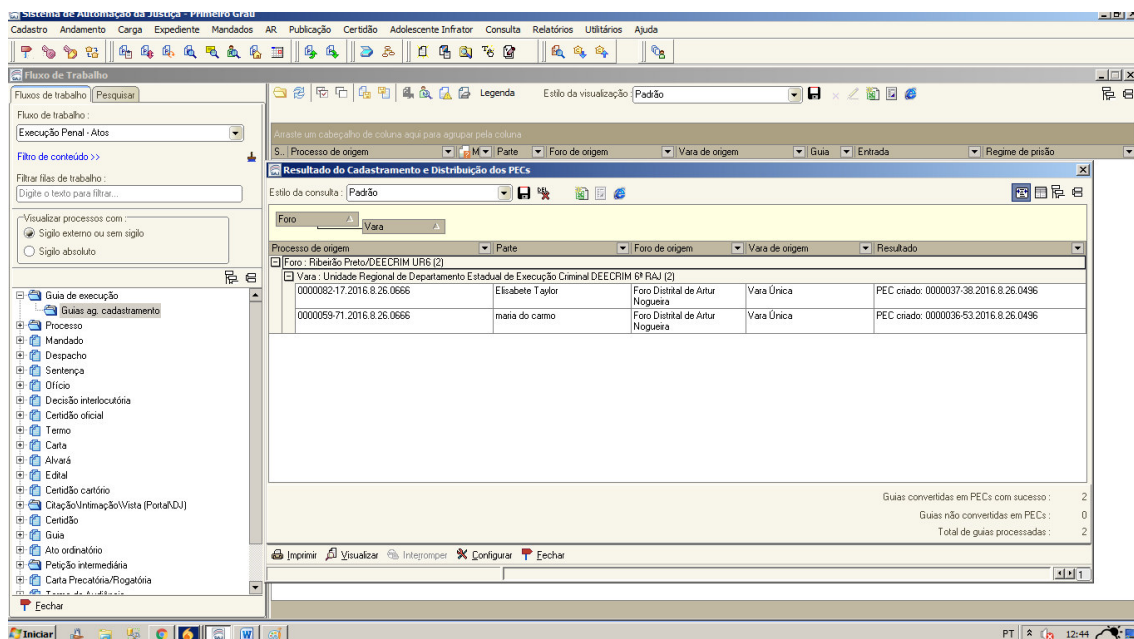 Sistema de Automação da Justiça - Primeiro Grau
Cadastro Andamento Carga Expediente Mandados AR Publicação Certidão Adolescente Infrator Consulta Relatórios Utilitários Ajuda
Fluxo de Trabalho
Fluxos de trabalho Pesquisar
Legenda Estilo da visualização: Padrão
Fluxo de trabalho :
Execução Penal - Atos
Arraste um cabeçalho de coluna aqui para agrupar pela coluna
S.. Processo de origem M Parte Foro de origem Vara de origem Guia Entrada Regime de prisão
Filtro de conteúdo >>
Filtrar filas de trabalho :
Digite o texto para filtrar...
Visualizar processos com :
Sigilo externo ou sem sigilo
Sigilo absoluto
Guia de execução
Guias ag. cadastramento
Processo
Mandado
Despacho
Sentença
Ofício
Decisão interlocutória
Certidão oficial
Termo
Carta
Alvará
Edital
Certidão cartório
Citação\Intimação\Vista (Portal\DJ)
Certidão
Guia
Ato ordinatório
Petição intermediária
Carta Precatória/Rogatória
Termo de Audiência
Fechar
Resultado do Cadastramento e Distribuição dos PECs
Estilo da consulta : Padrão
Foro Vara
Processo de origem Parte Foro de origem Vara de origem Resultado
Foro : Ribeirão Preto/DEECRIM UR6 (2)
Vara : Unidade Regional de Departamento Estadual de Execução Criminal DEECRIM 6ª RAJ (2)
0000082-17.2016.8.26.0666 Elisabete Taylor Foro Distrital de Artur Vara Única PEC criado: 0000037-38.2016.8.26.0496
Nogueira
0000059-71.2016.8.26.0666 maria do carmo Foro Distrital de Artur Vara Única PEC criado: 0000036-53.2016.8.26.0496
Nogueira
Guias convertidas em PECs com sucesso : 2
Guias não convertidas em PECs : 0
Total de guias processadas : 2
Imprimir Visualizar Interromper Configurar Fechar
1
Iniciar PT 12:44